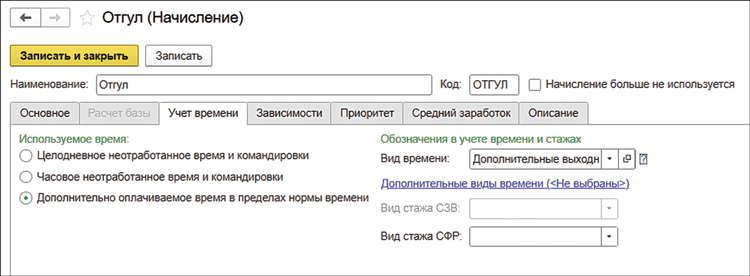 Отгул (Начисление)
Записать и закрыть Записать
Наименование: Отгул Код: ОТГУЛ Начисление больше не используется
Основное Расчет базы Учет времени Зависимости Приоритет Средний заработок Описание
Используемое время: Обозначения в учете времени и стажах
Целодневное неотработанное время и командировки Вид времени: Дополнительные выходн ?
Часовое неотработанное время и командировки Дополнительные виды времени (<Не выбраны>)
Дополнительно оплачиваемое время в пределах нормы времени Вид стажа СЗВ:
Вид стажа СФР: